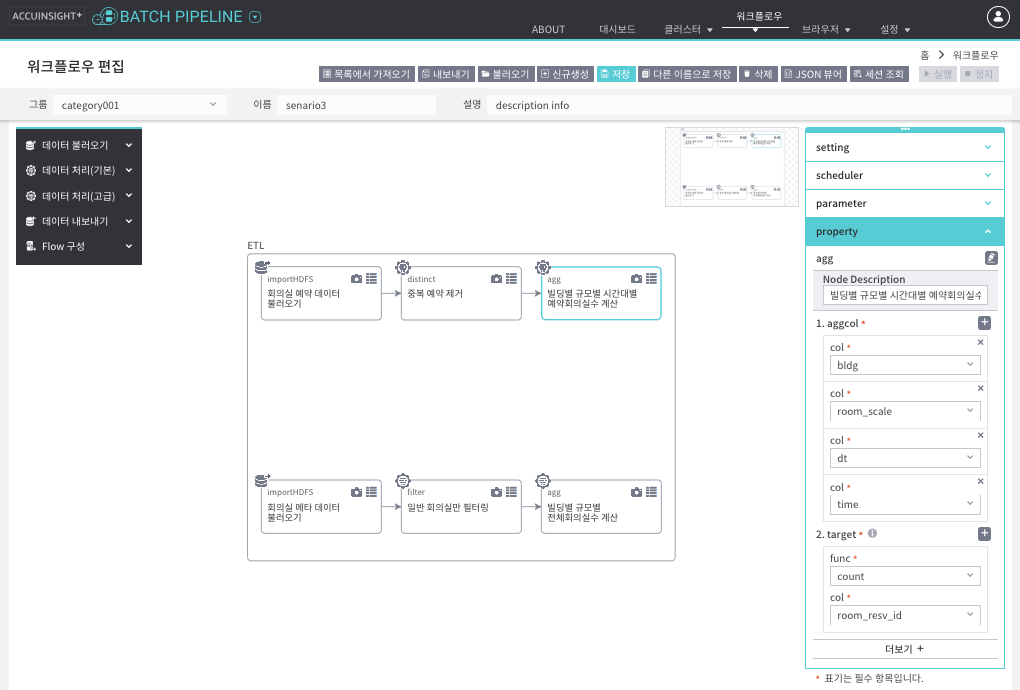 ACCUINSIGHT+
BATCH PIPELINE
ABOUT 대시보드 클러스터 워크플로우 브라우저 설정
홈 워크플로우
워크플로우 편집
목록에서 가져오기 내보내기 불러오기 신규생성 저장 다른 이름으로 저장 삭제 JSON 뷰어 세션 조회 실행 정지
그룹 category001 이름 senario3 설명 description info
데이터 불러오기
데이터 처리(기본)
데이터 처리(고급)
데이터 내보내기
Flow 구성
ETL
importHDFS
회의실 예약 데이터
불러오기
distinct
중복 예약 제거
agg
빌딩별 규모별 시간대별
예약회의실수 계산
importHDFS
회의실 메타 데이터
불러오기
filter
일반 회의실만 필터링
agg
빌딩별 규모별
전체회의실수 계산
setting
scheduler
parameter
property
agg
Node Description
빌딩별 규모별 시간대별 예약회의실수
1. aggcol *
col *
bldg
col *
room_scale
col *
dt
col *
time
2. target *
func *
count
col *
room_resv_id
더보기 +
* 표기는 필수 항목입니다.